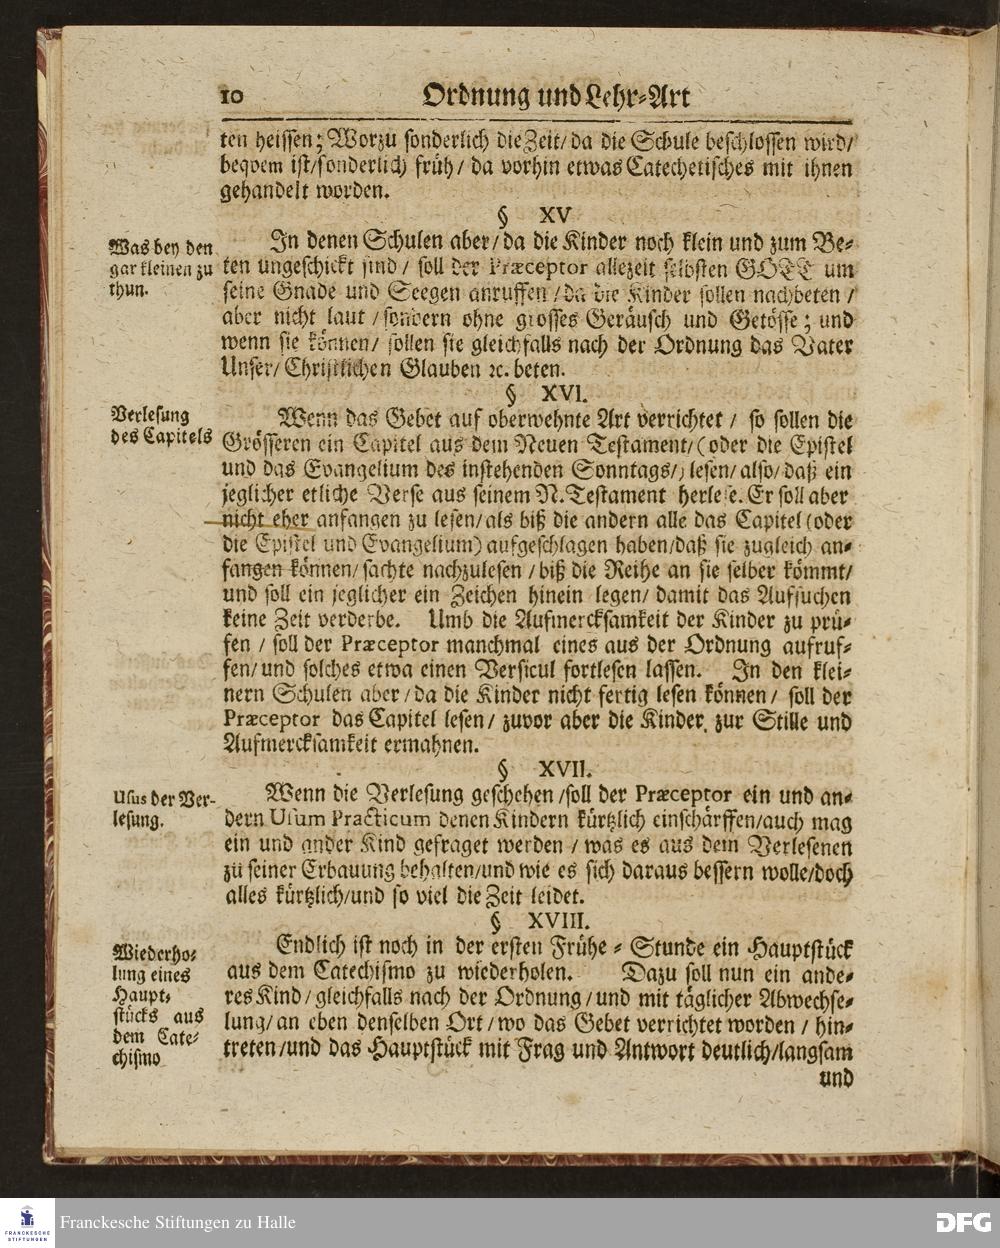 10 Ordnung und Lehr-Art
ten heissen; Worzu sonderlich die Zeit/ da die Schule beschlossen wird/
beqvem ist/sonderlich früh/ da vorhin etwas Catechetisches mit ihnen
gehandelt worden.
§ XV
Was bey den
gar kleinen zu
thun.
In denen Schulen aber/ da die Kinder noch klein und zum Be-
ten ungeschickt sind/ soll der Præceptor allezeit selbsten GOTT um
seine Gnade und Seegen anruffen /da die Kinder sollen nachbeten /
aber nicht laut /sondern ohne grosses Geräusch und Getösse; und
wenn sie können/ sollen sie gleichfalls nach der Ordnung das Vater
Unser/ Christlichen Glauben ꝛc. beten.
§ XVI.
Verlesung
des Capitels
Wenn das Gebet auf oberwehnte Art verrichtet / so sollen die
Grösseren ein Capitel aus dem Neuen Testament/ (oder die Epistel
und das Evangelium des instehenden Sonntags/) lesen/ also/ daß ein
jeglicher etliche Verse aus seinem N. Testament herlese. Er soll aber
nicht eher anfangen zu lesen/als biß die andern alle das Capitel (oder
die Epistel und Evangelium) aufgeschlagen haben/daß sie zugleich an-
fangen können/ sachte nachzulesen / biß die Reihe an sie selber kömmt/
und soll ein jeglicher ein Zeichen hinein legen/ damit das Aufsuchen
keine Zeit verderbe. Umb die Aufmercksamkeit der Kinder zu prü-
fen / soll der Præceptor manchmal eines aus der Ordnung aufruf-
fen/ und solches etwa einen Versicul fortlesen lassen. In den klei-
nern Schulen aber/ da die Kinder nicht fertig lesen können/ soll der
Præceptor das Capitel lesen/ zuvor aber die Kinder, zur Stille und
Aufmercksamkeit ermahnen.
§ XVII.
Usus der Ver-
lesung.
Wenn die Verlesung geschehen /soll der Præceptor ein und an-
dern Usum Practicum denen Kindern kürtzlich einschärffen/auch mag
ein und ander Kind gefraget werden / was es aus dem Verlesenen
zu seiner Erbauung behalten/und wie es sich daraus bessern wolle/doch
alles kürtzlich/und so viel die Zeit leidet.
§ XVIII.
Wiederho-
lung eines
Haupt-
stücks aus
dem Cate-
chismo
Endlich ist noch in der ersten Frühe-Stunde ein Hauptstück
aus dem Catechismo zu wiederholen. Dazu soll nun ein ande-
res Kind/ gleichfalls nach der Ordnung/ und mit täglicher Abwechse-
lung/ an eben denselben Ort / wo das Gebet verrichtet worden / hin-
treten/und das Hauptstück mit Frag und Antwort deutlich/langsam
und
FRANCKESCHE
STIFTUNGEN
Franckesche Stiftungen zu Halle
DFG